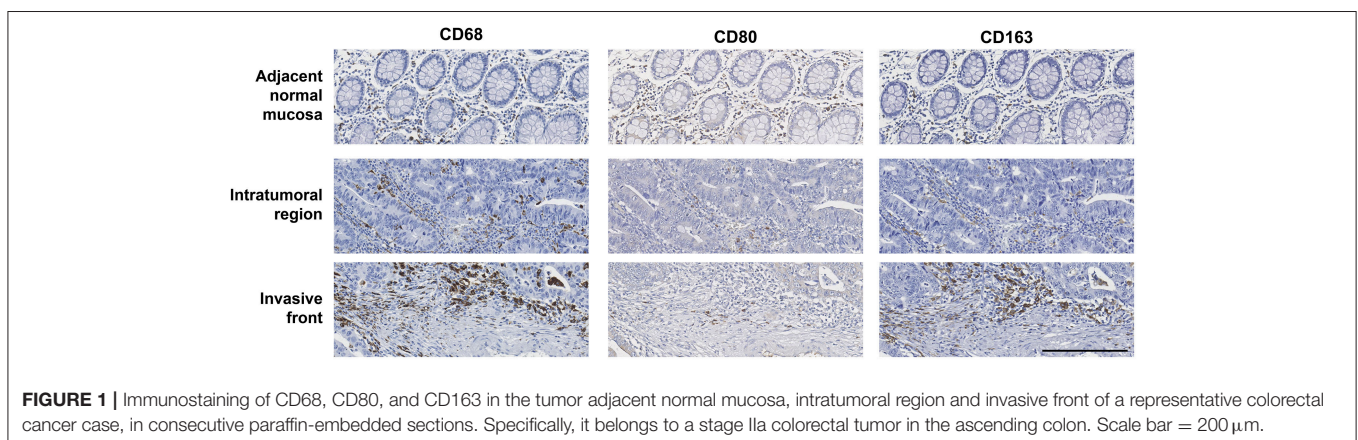 CD68 CD80 CD163
Adjacent
normal
mucosa
Intratumoral
region
Invasive
front
FIGURE 1 | Immunostaining of CD68, CD80, and CD163 in the tumor adjacent normal mucosa, intratumoral region and invasive front of a representative colorectal
cancer case, in consecutive paraffin-embedded sections. Specifically, it belongs to a stage IIa colorectal tumor in the ascending colon. Scale bar = 200 μm.